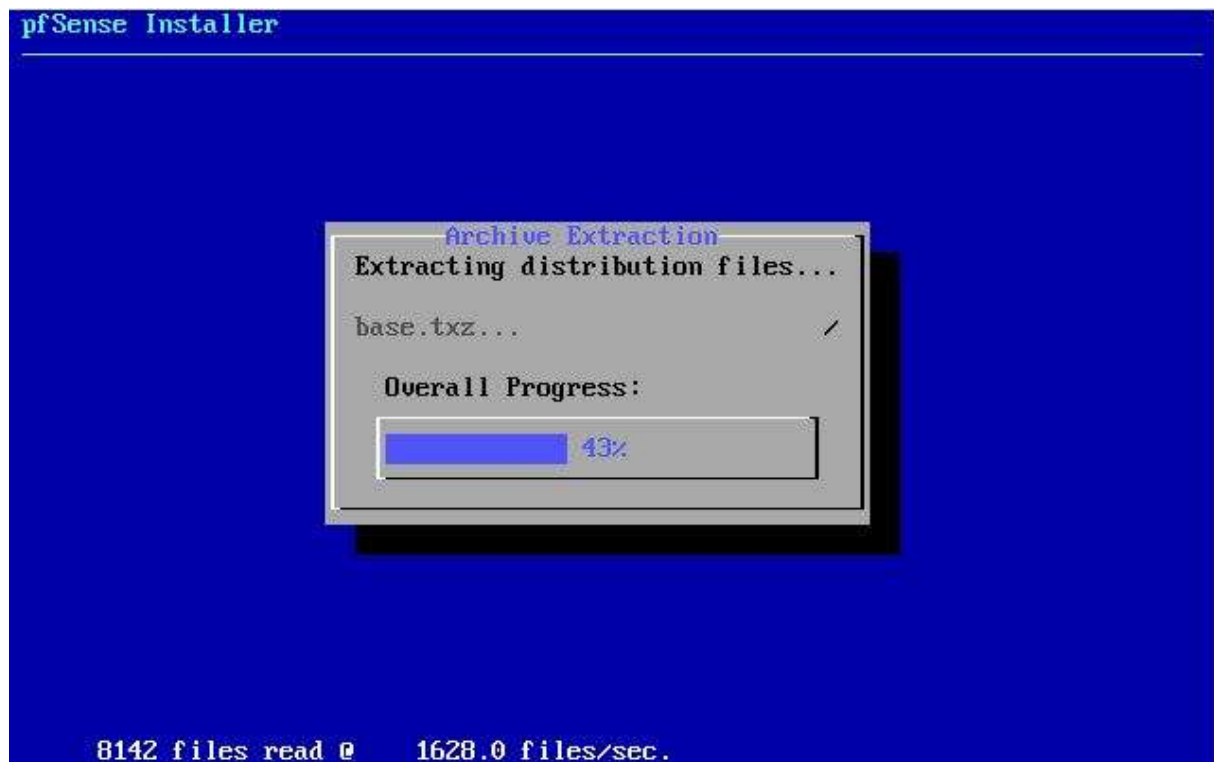 pfSense Installer
Archive Extraction
Extracting distribution files...
base.txz... /
Overall Progress:
43%
8142 files read @ 1628.0 files/sec.